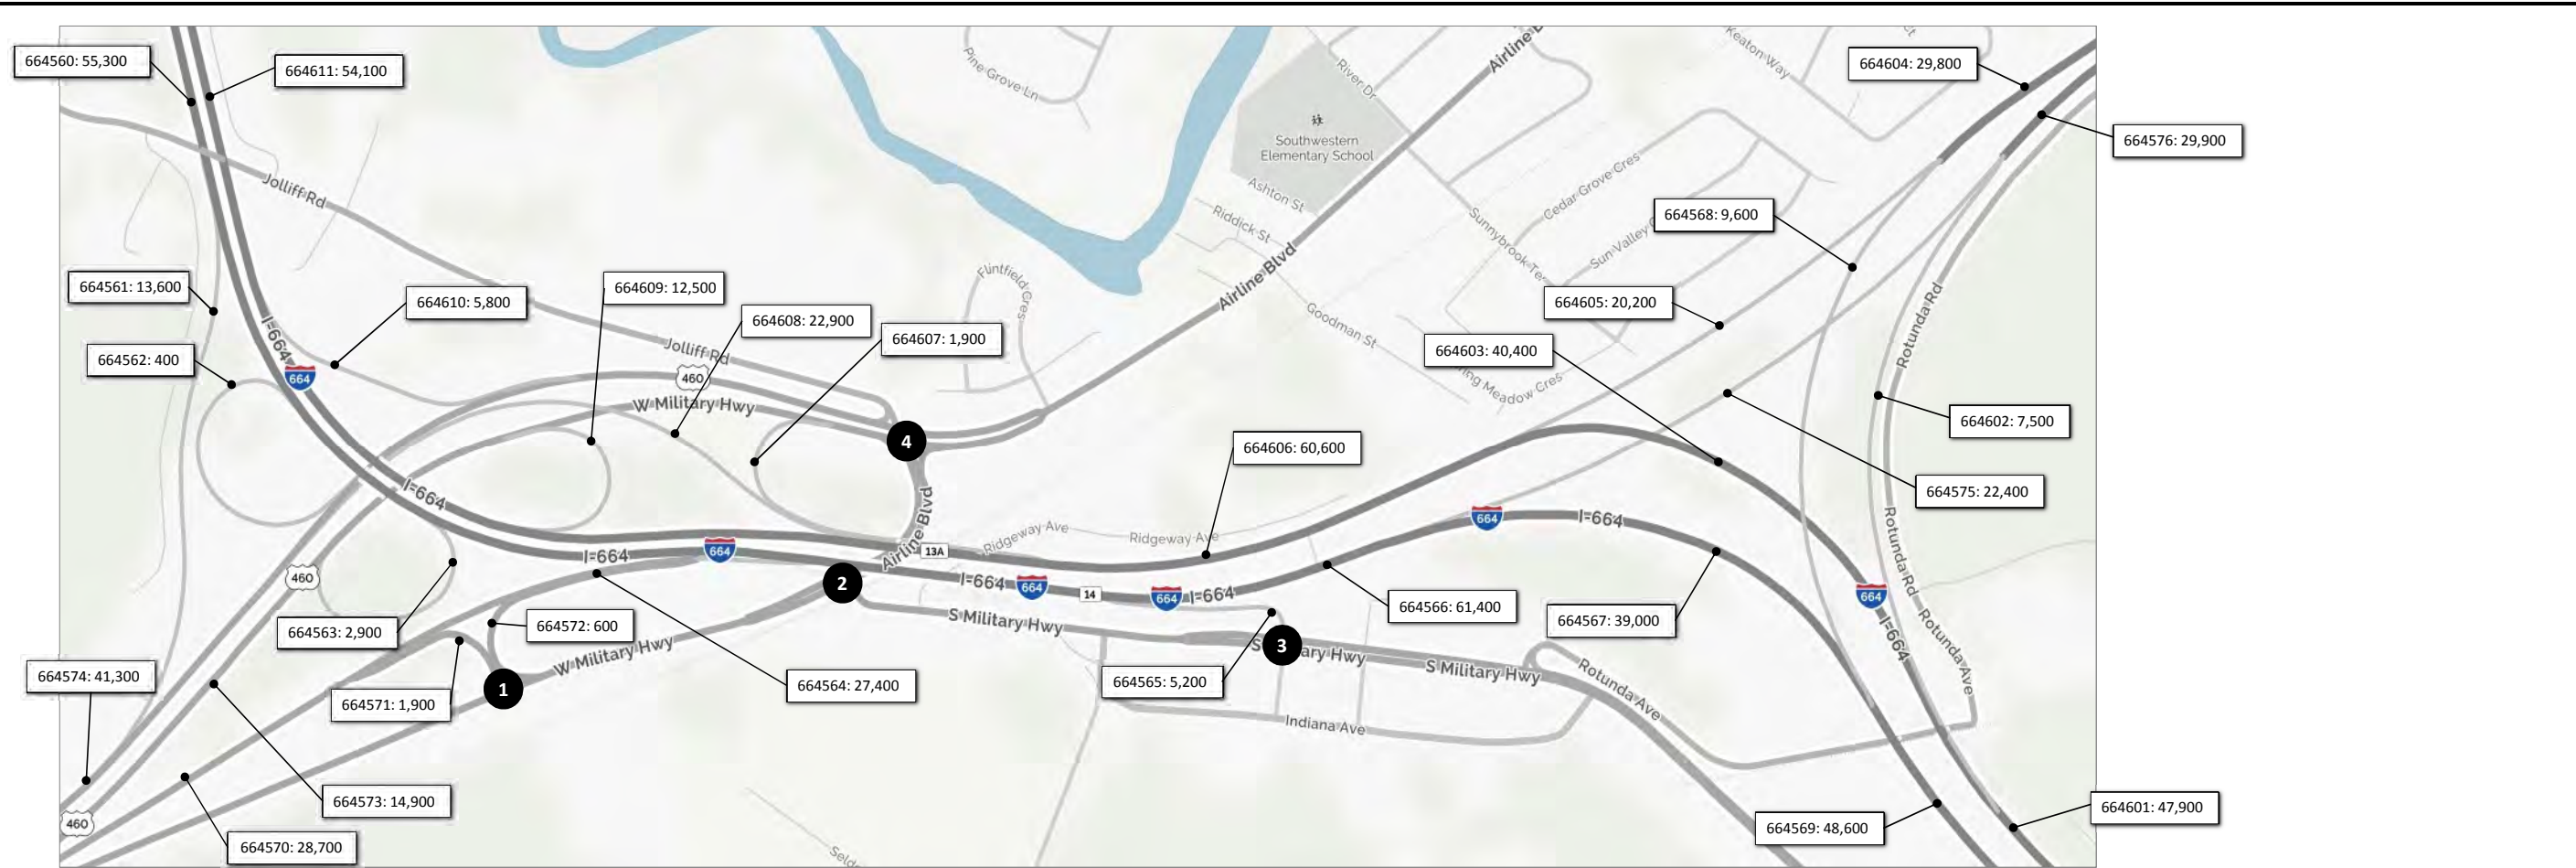 664560: 55,300
664611: 54,100
664604: 29,800
664576: 29,900
664568: 9,600
664561: 13,600
664610: 5,800
664609: 12,500
664608: 22,900
664607: 1,900
664605: 20,200
664603: 40,400
664562: 400
664602: 7,500
664606: 60,600
664575: 22,400
664563: 2,900
664572: 600
664566: 61,400
664567: 39,000
664574: 41,300
664571: 1,900
664564: 27,400
664565: 5,200
664573: 14,900
664570: 28,700
664569: 48,600
664601: 47,900
Pine Grove Ln
River Dr
Airline
Keaton Way
Southwestern
Elementary School
Ashton St
Riddick St
Cedar Grove Cres
Sunnybrook
Sun Valley
Airline Blvd
Goodman St
Meadow Cres
Flintfield Cres
Jolliff Rd
Jolliff Rd
460
W Military Hwy
I-664
664
I-664
I-664
664
Airline Blvd
Airline
13A
Ridgeway Ave
Ridgeway Ave
I-664
664
14
664
I-664
664
I-664
664
I-664
Rotunda Rd
Rotunda Rd
Rotunda Ave
460
460
W Military Hwy
S Military Hwy
Hwy
S Military Hwy
Rotunda Ave
Indiana Ave
1
2
3
4